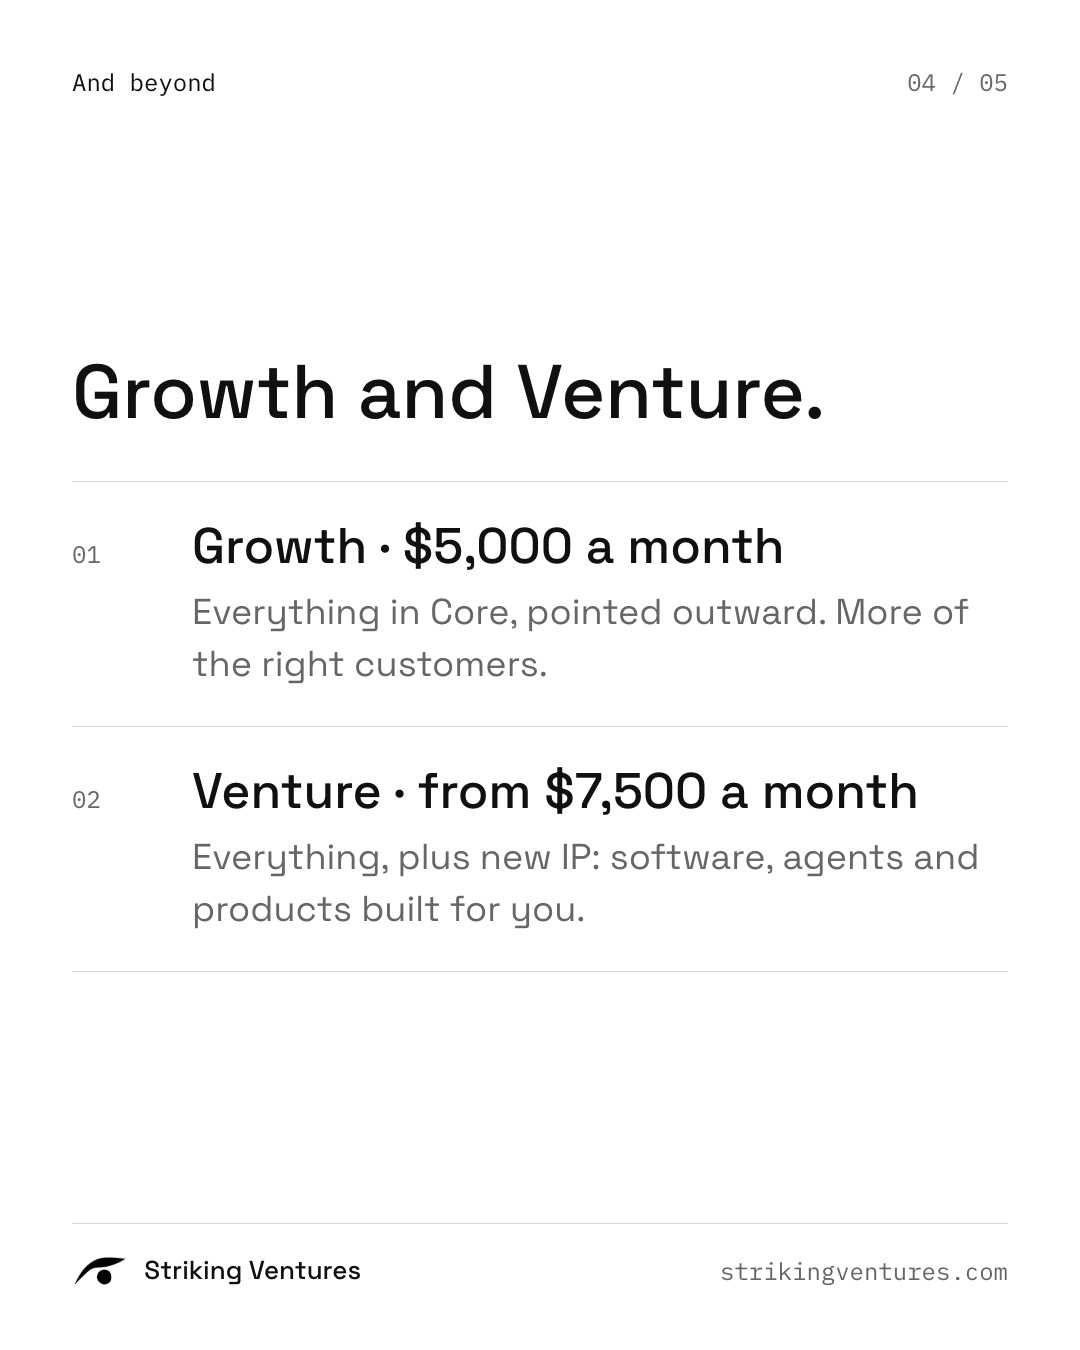 And beyond
04 / 05
Growth and Venture.
01
Growth · $5,000 a month
Everything in Core, pointed outward. More of
the right customers.
02
Venture · from $7,500 a month
Everything, plus new IP: software, agents and
products built for you.
Striking Ventures
strikingventures.com